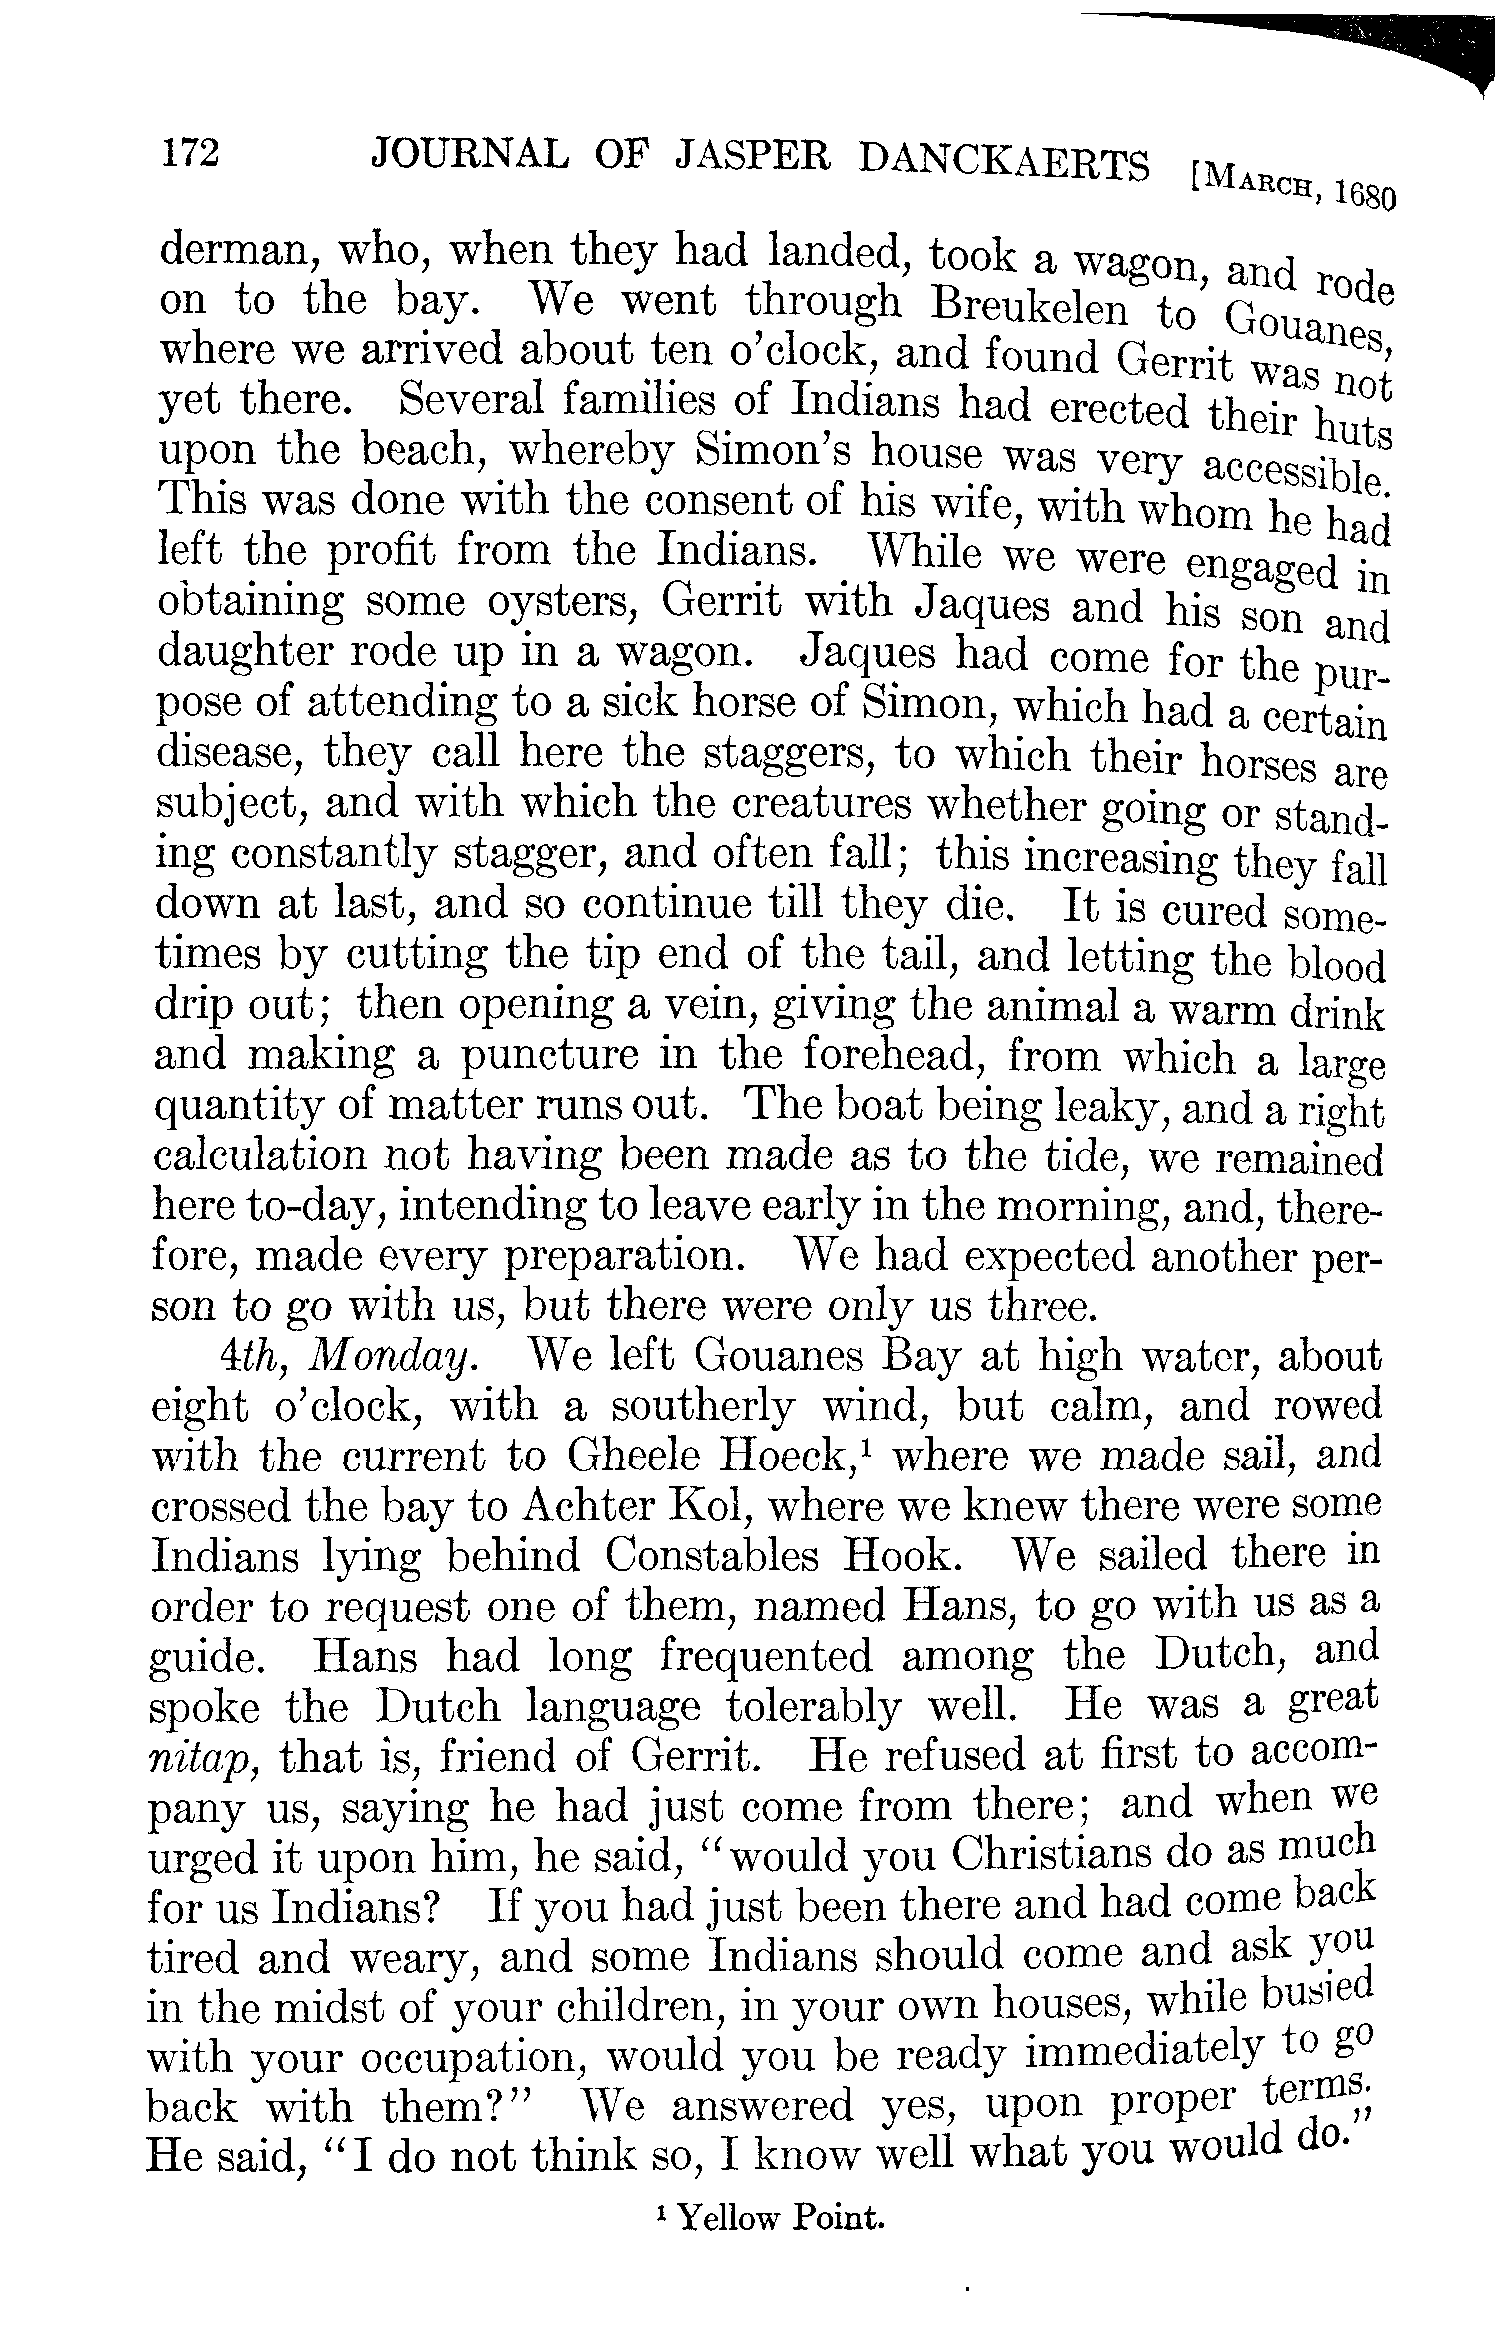 172 JOURNAL OF JASPER DANCKAERTS [MARCH, 1680
derman, who, when they had landed, took a wagon, and rode
on to the bay. We went through Breukelen to Gouanes,
where we arrived about ten o'clock, and found Gerrit was not
yet there. Several families of Indians had erected their huts
upon the beach, whereby Simon's house was very accessible.
This was done with the consent of his wife, with whom he had
left the profit from the Indians. While we were engaged in
obtaining some oysters, Gerrit with Jaques and his son and
daughter rode up in a wagon. Jaques had come for the pur-
pose of attending to a sick horse of Simon, which had a certain
disease, they call here the staggers, to which their horses are
subject, and with which the creatures whether going or stand-
ing constantly stagger, and often fall; this increasing they fall
down at last, and so continue till they die. It is cured some-
times by cutting the tip end of the tail, and letting the blood
drip out; then opening a vein, giving the animal a warm drink
and making a puncture in the forehead, from which a large
quantity of matter runs out. The boat being leaky, and a right
calculation not having been made as to the tide, we remained
here to-day, intending to leave early in the morning, and, there-
fore, made every preparation. We had expected another per-
son to go with us, but there were only us three.
4th, Monday. We left Gouanes Bay at high water, about
eight o'clock, with a southerly wind, but calm, and rowed
with the current to Gheele Hoeck,¹ where we made sail, and
crossed the bay to Achter Kol, where we knew there were some
Indians lying behind Constables Hook. We sailed there in
order to request one of them, named Hans, to go with us as a
guide. Hans had long frequented among the Dutch, and
spoke the Dutch language tolerably well. He was a great
nitap, that is, friend of Gerrit. He refused at first to accom-
pany us, saying he had just come from there; and when we
urged it upon him, he said, "would you Christians do as much
for us Indians? If you had just been there and had come back
tired and weary, and some Indians should come and ask you
in the midst of your children, in your own houses, while busied
with your occupation, would you be ready immediately to go
back with them?" We answered yes, upon proper terms.
He said, "I do not think so, I know well what you would do."
¹ Yellow Point.